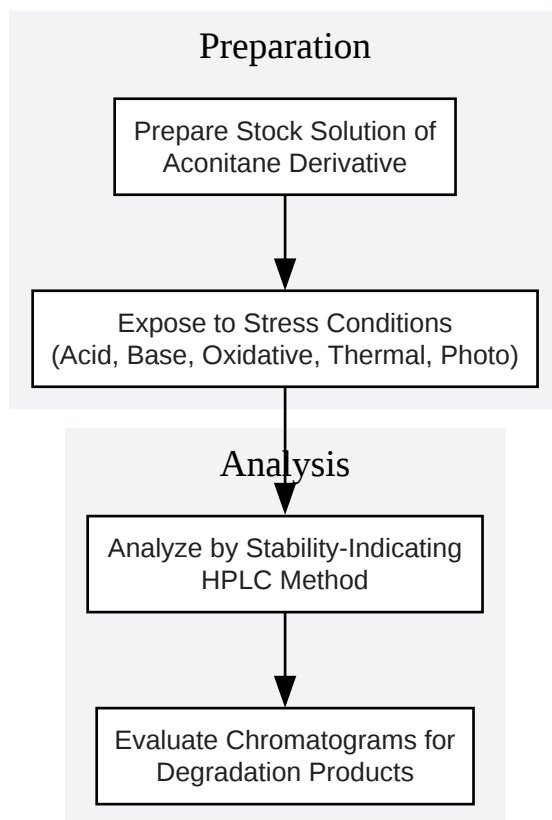 Preparation
Prepare Stock Solution of
Aconitane Derivative
Expose to Stress Conditions
(Acid, Base, Oxidative, Thermal, Photo)
Analysis
Analyze by Stability-Indicating
HPLC Method
Evaluate Chromatograms for
Degradation Products